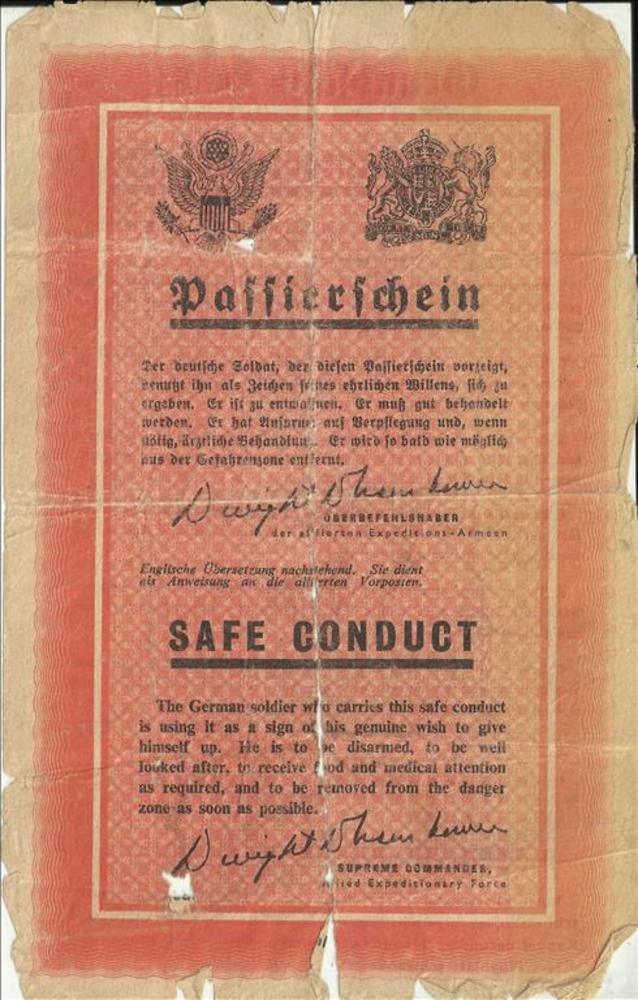 Passierschein
Der deutsche Soldat, der diesen Passierschein vorzeigt,
benutzt ihn als Zeichen seines ehrlichen Willens, sich zu
ergeben. Er ist zu entwaffnen. Er muß gut behandelt
werden. Er hat Anspruch auf Verpflegung und, wenn
nötig, ärztliche Behandlung. Er wird so bald wie möglich
aus der Gefahrenzone entfernt.
Dwight D Eisenhower
OBERBEFEHLSHABER
der alliierten Expeditions-Armeen
Englische Übersetzung nachstehend. Sie dient
als Anweisung an die alliierten Vorposten.
SAFE CONDUCT
The German soldier who carries this safe conduct
is using it as a sign of his genuine wish to give
himself up. He is to be disarmed, to be well
looked after, to receive food and medical attention
as required, and to be removed from the danger
zone as soon as possible.
Dwight D Eisenhower
SUPREME COMMANDER,
Allied Expeditionary Force